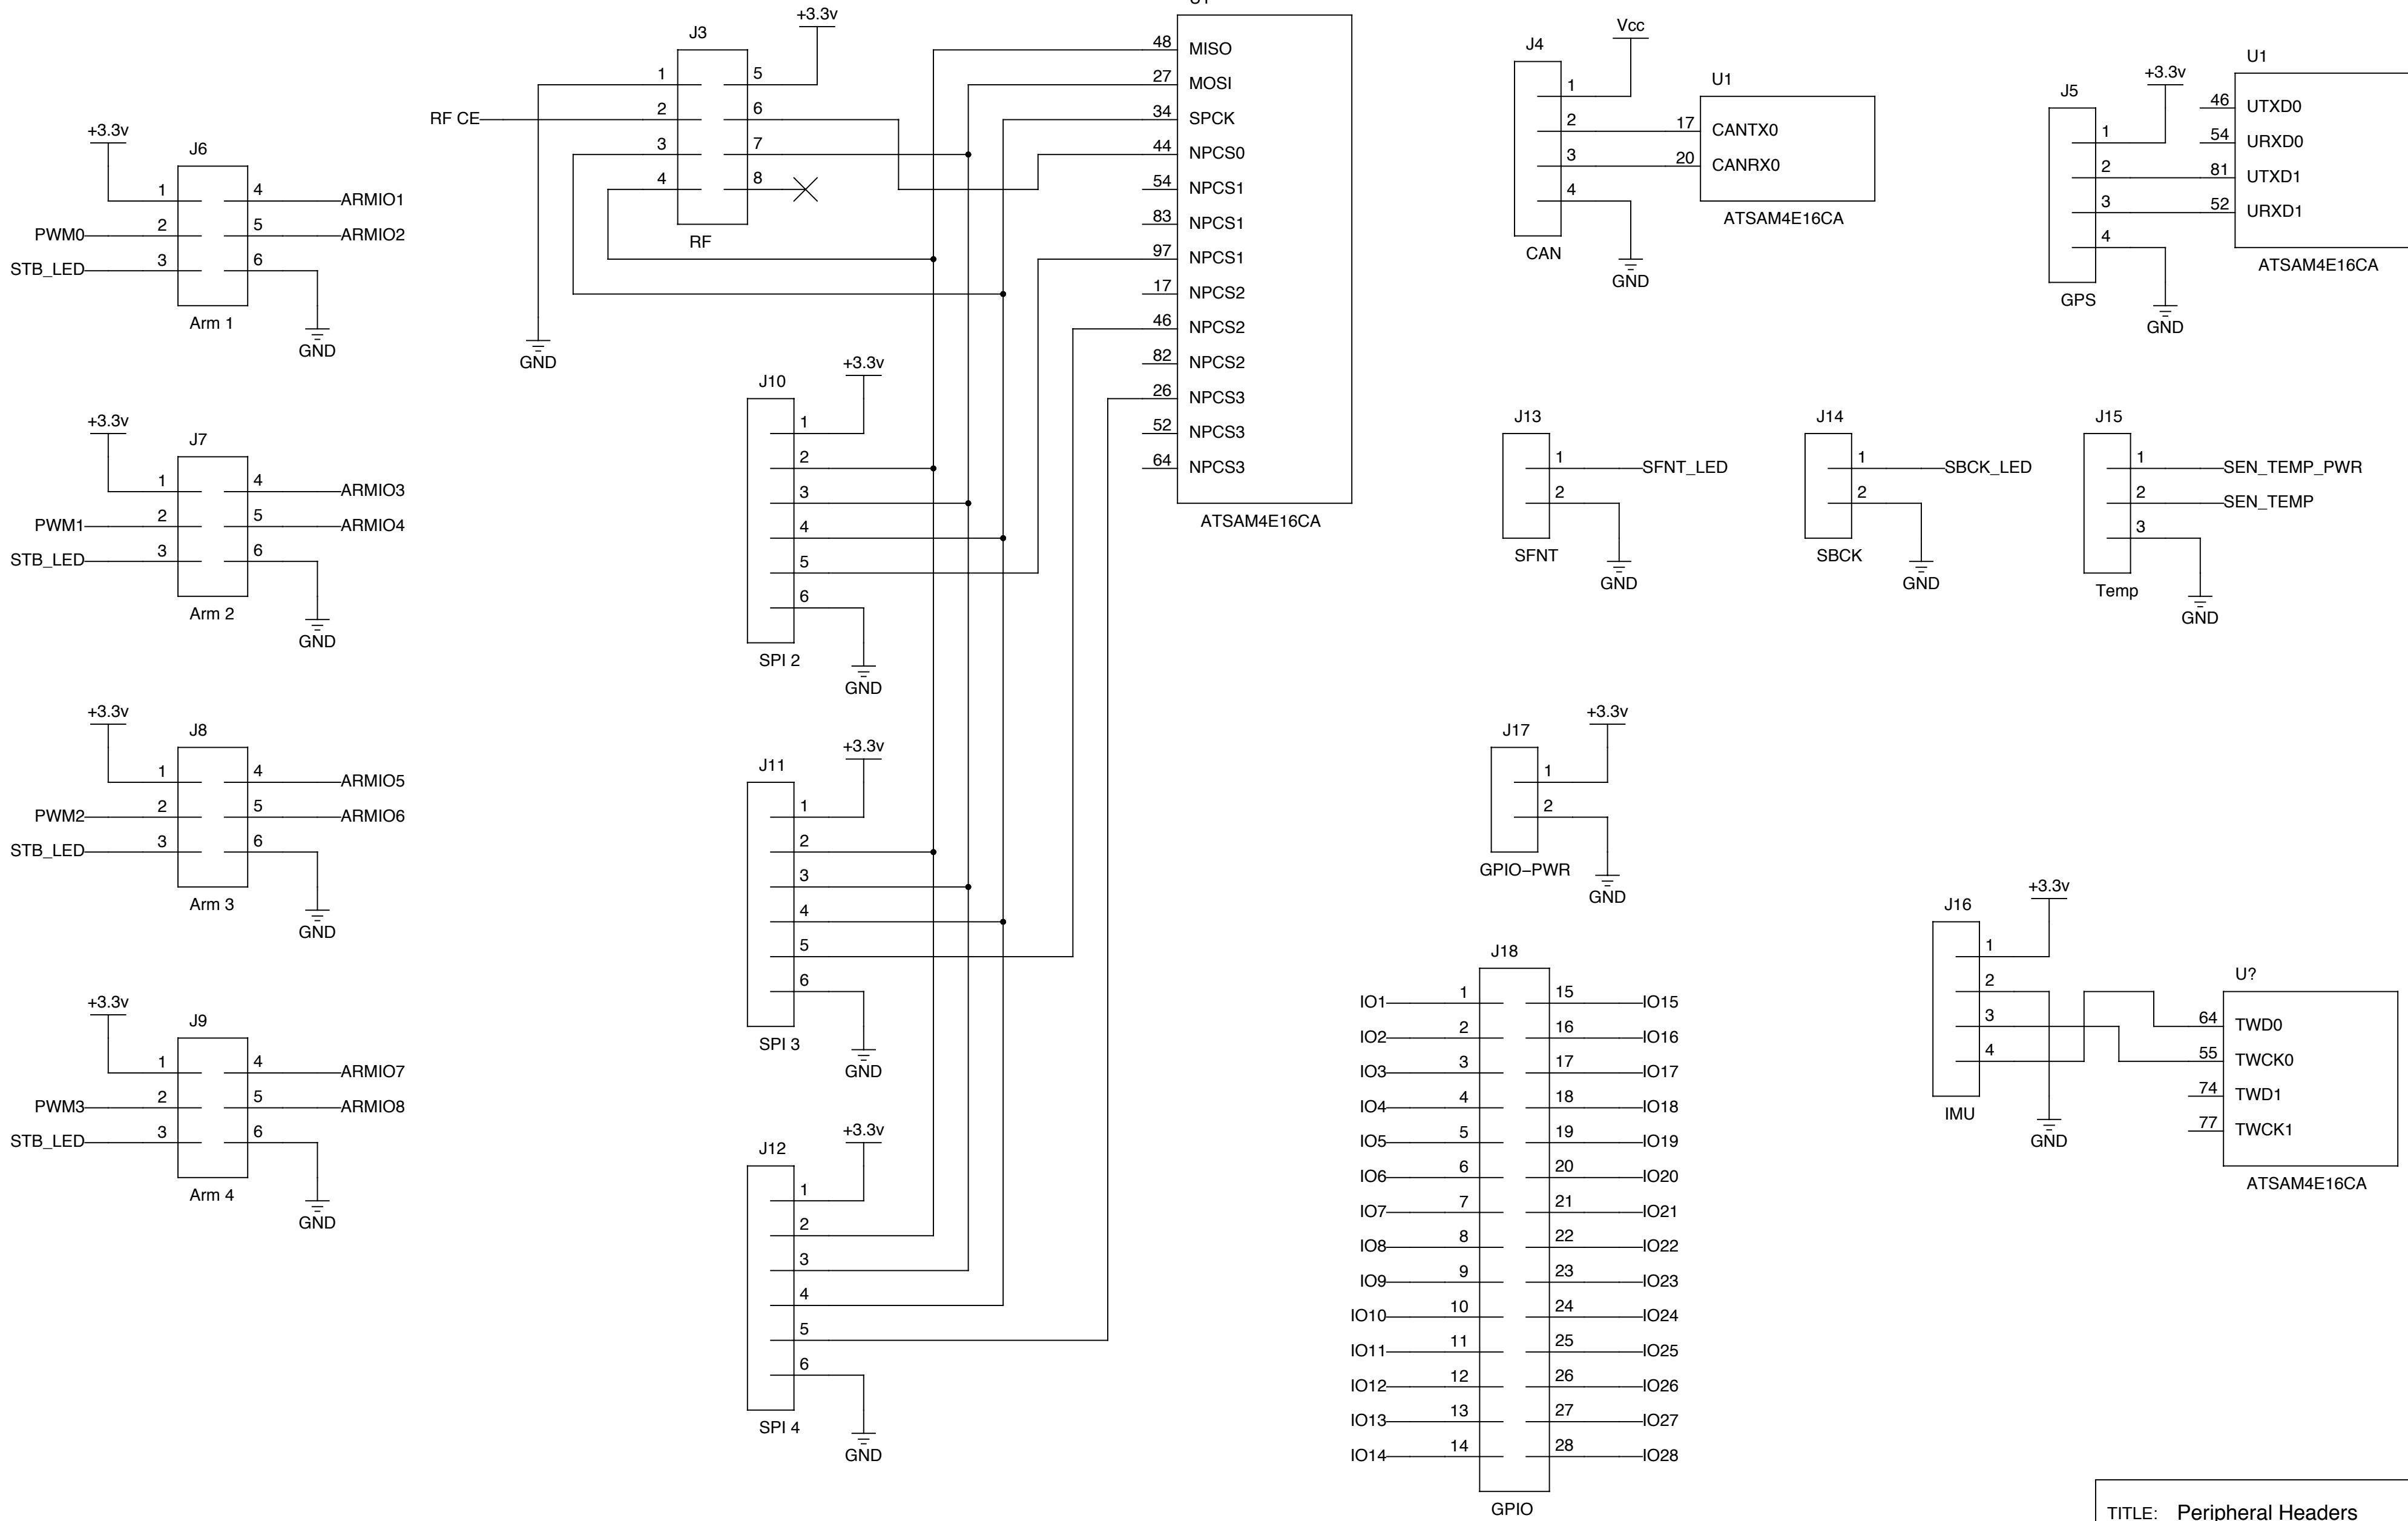 J6
+3.3v
1
PWM0 2
STB_LED 3
4 ARMIO1
5 ARMIO2
6
Arm 1
GND
J7
+3.3v
1
PWM1 2
STB_LED 3
4 ARMIO3
5 ARMIO4
6
Arm 2
GND
J8
+3.3v
1
PWM2 2
STB_LED 3
4 ARMIO5
5 ARMIO6
6
Arm 3
GND
J9
+3.3v
1
PWM3 2
STB_LED 3
4 ARMIO7
5 ARMIO8
6
Arm 4
GND
J3
+3.3v
1
RF CE 2
3
4
5
6
7
8
RF
GND
J10
+3.3v
1
2
3
4
5
6
SPI 2
GND
J11
+3.3v
1
2
3
4
5
6
SPI 3
GND
J12
+3.3v
1
2
3
4
5
6
SPI 4
GND
48 MISO
27 MOSI
34 SPCK
44 NPCS0
54 NPCS1
83 NPCS1
97 NPCS1
17 NPCS2
46 NPCS2
82 NPCS2
26 NPCS3
52 NPCS3
64 NPCS3
ATSAM4E16CA
J4
Vcc
1
2
3
4
CAN
GND
U1
17 CANTX0
20 CANRX0
ATSAM4E16CA
J5
+3.3v
1
2
3
4
GPS
GND
U1
46 UTXD0
54 URXD0
81 UTXD1
52 URXD1
ATSAM4E16CA
J13
1 SFNT_LED
2
SFNT
GND
J14
1 SBCK_LED
2
SBCK
GND
J15
1 SEN_TEMP_PWR
2 SEN_TEMP
3
Temp
GND
J17
+3.3v
1
2
GPIO−PWR
GND
J18
IO1 1 15 IO15
IO2 2 16 IO16
IO3 3 17 IO17
IO4 4 18 IO18
IO5 5 19 IO19
IO6 6 20 IO20
IO7 7 21 IO21
IO8 8 22 IO22
IO9 9 23 IO23
IO10 10 24 IO24
IO11 11 25 IO25
IO12 12 26 IO26
IO13 13 27 IO27
IO14 14 28 IO28
GPIO
J16
+3.3v
1
2
3
4
IMU
GND
U?
64 TWD0
55 TWCK0
74 TWD1
77 TWCK1
ATSAM4E16CA
TITLE: Peripheral Headers